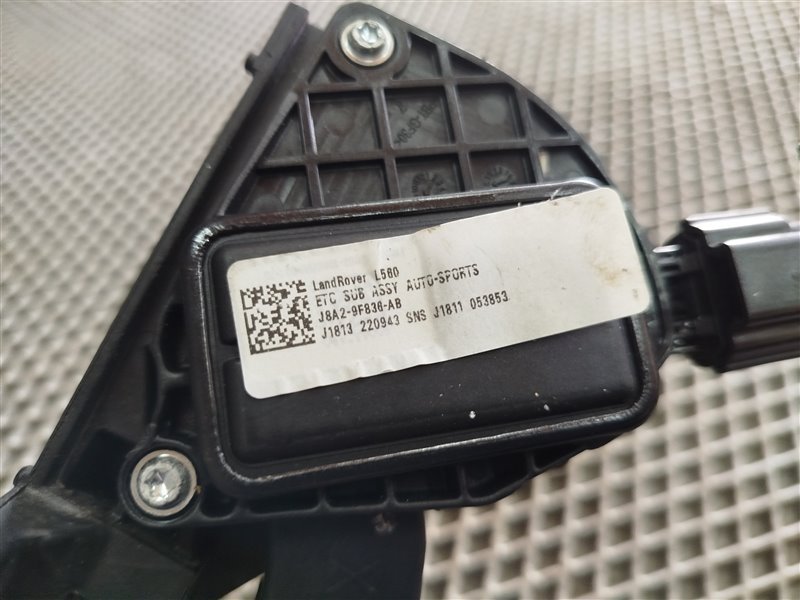 LandRover L560
ETC SUB ASSY AUTO-SPORTS
J8A2-9F836-AB
J1813 220943 SNS J1811 053853